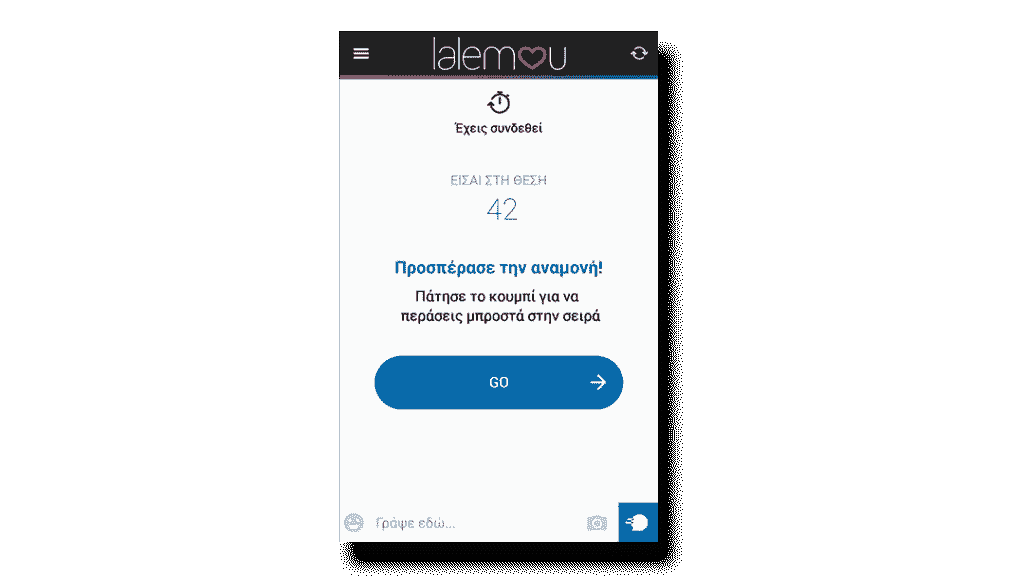 lalemou
Έχεις συνδεθεί
ΕΙΣΑΙ ΣΤΗ ΘΕΣΗ
42
Προσπέρασε την αναμονή!
Πάτησε το κουμπί για να
περάσεις μπροστά στην σειρά
GO
Γράψε εδώ...